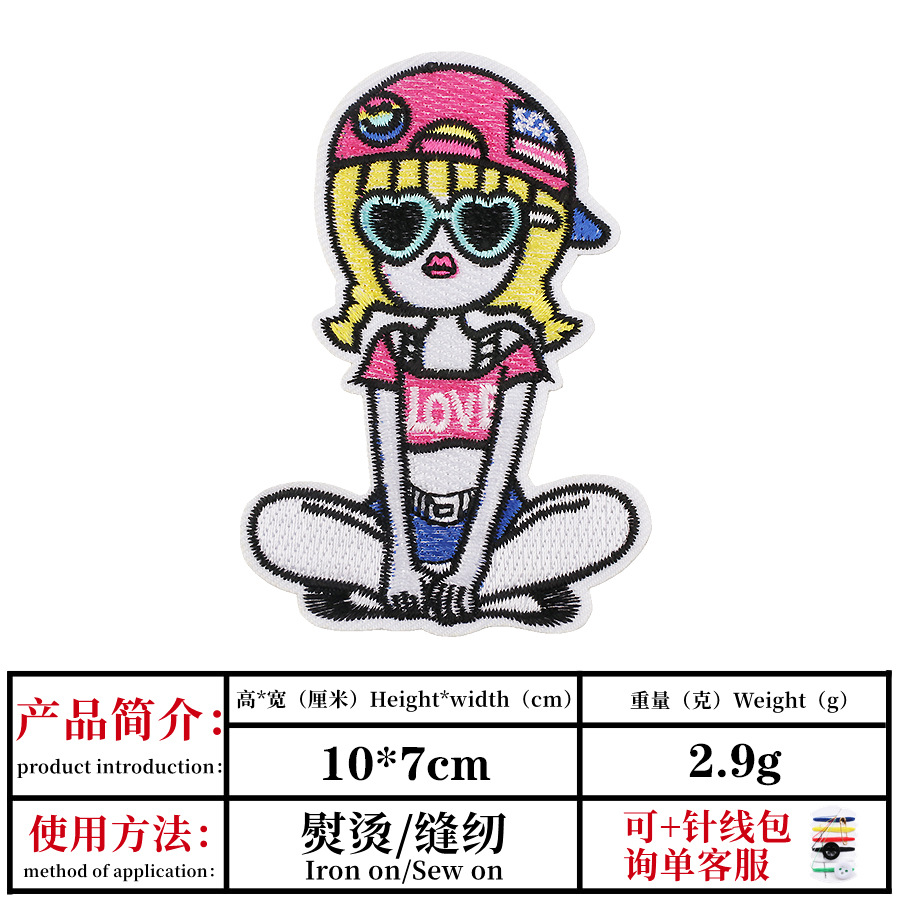 LOVE
产品简介：
product introduction:
高*宽（厘米）Height*width（cm）
重量（克）Weight（g）
10*7cm
2.9g
使用方法：
method of application:
熨烫/缝纫
Iron on/Sew on
可+针线包
询单客服